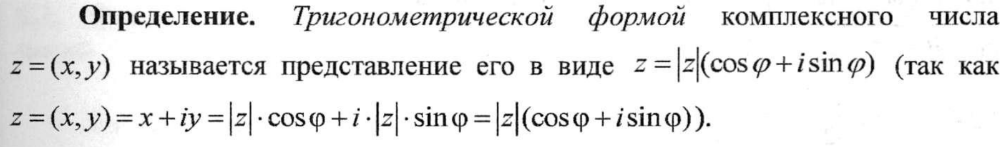 Определение. Тригонометрической формой комплексного числа
z = (x, y) называется представление его в виде z = |z|(cos φ + i sin φ) (так как
z = (x, y) = x + iy = |z| · cos φ + i · |z| · sin φ = |z|(cos φ + i sin φ)).